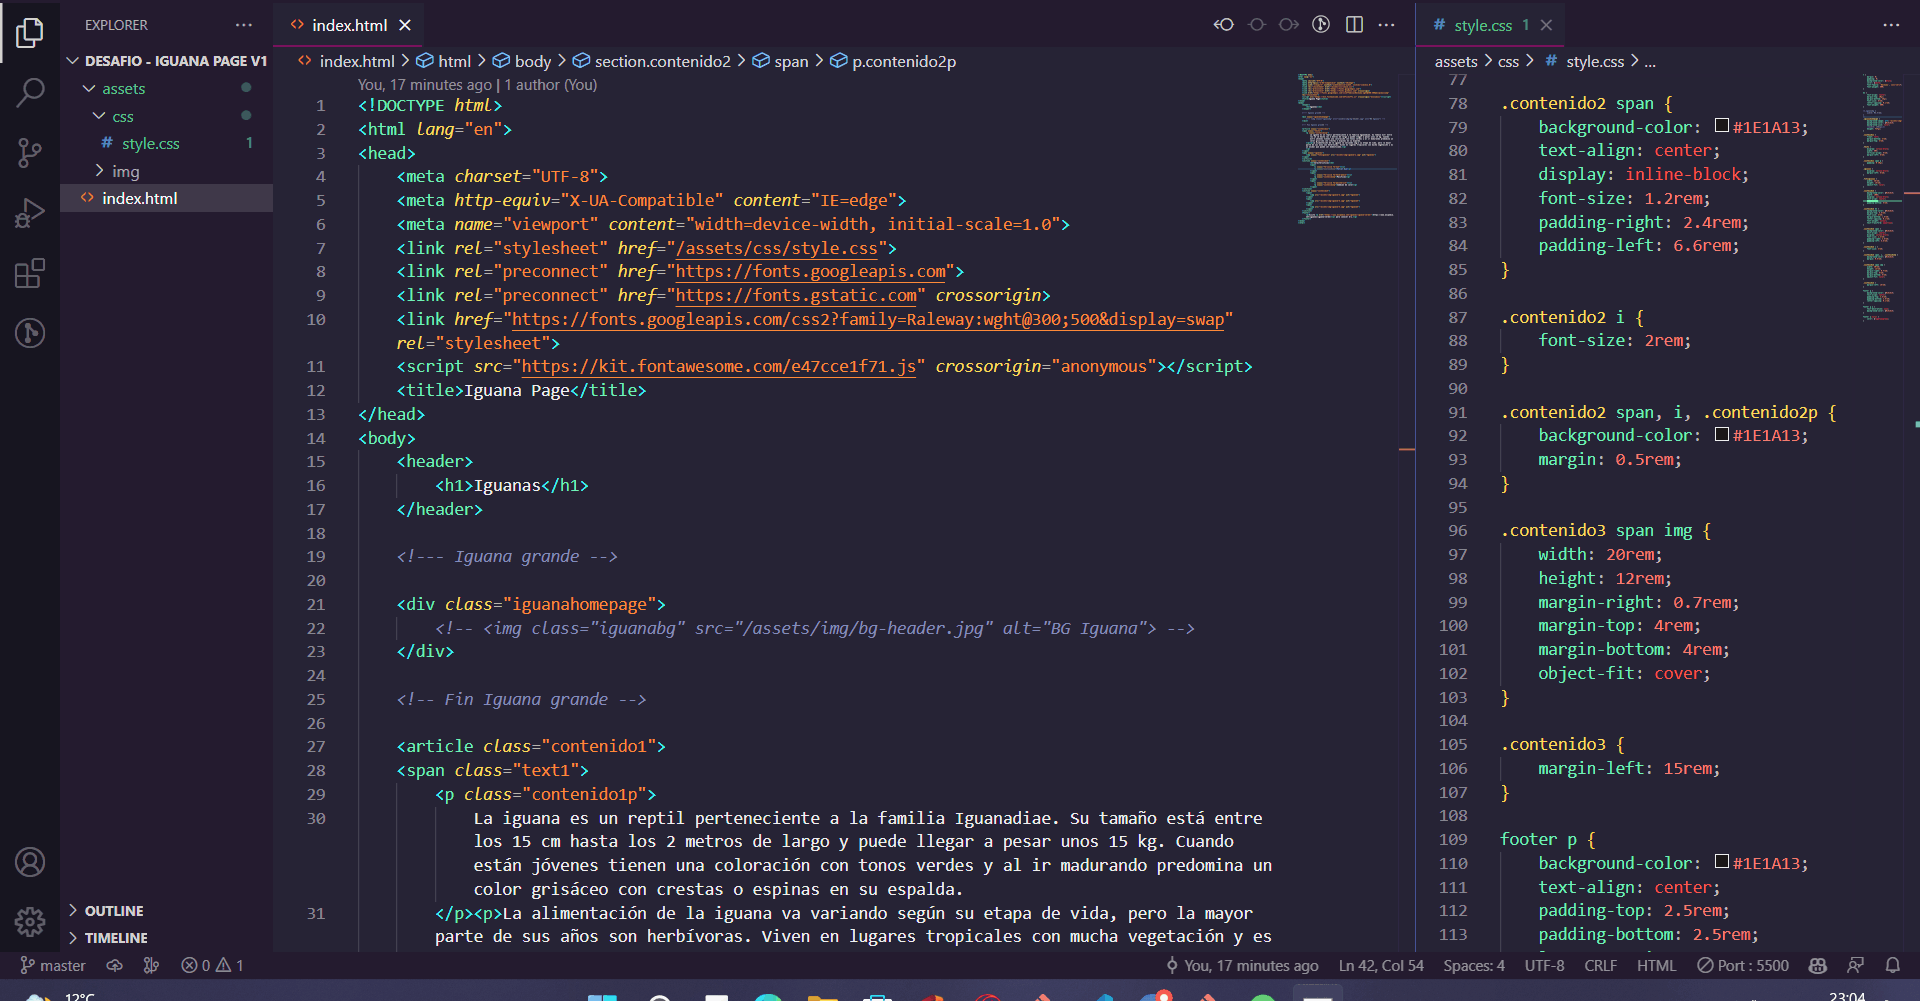 EXPLORER
DESAFIO - IGUANA PAGE V1
assets
css
# style.css 1
img
<> index.html
OUTLINE
TIMELINE
<> index.html
<> index.html > html > body > section.contenido2 > span > p.contenido2p
You, 17 minutes ago | 1 author (You)
1 <!DOCTYPE html>
2 <html lang="en">
3 <head>
4 <meta charset="UTF-8">
5 <meta http-equiv="X-UA-Compatible" content="IE=edge">
6 <meta name="viewport" content="width=device-width, initial-scale=1.0">
7 <link rel="stylesheet" href="/assets/css/style.css">
8 <link rel="preconnect" href="https://fonts.googleapis.com">
9 <link rel="preconnect" href="https://fonts.gstatic.com" crossorigin>
10 <link href="https://fonts.googleapis.com/css2?family=Raleway:wght@300;500&display=swap"
rel="stylesheet">
11 <script src="https://kit.fontawesome.com/e47cce1f71.js" crossorigin="anonymous"></script>
12 <title>Iguana Page</title>
13 </head>
14 <body>
15 <header>
16 <h1>Iguanas</h1>
17 </header>
18
19 <!--- Iguana grande -->
20
21 <div class="iguanahomepage">
22 <!-- <img class="iguanabg" src="/assets/img/bg-header.jpg" alt="BG Iguana"> -->
23 </div>
24
25 <!-- Fin Iguana grande -->
26
27 <article class="contenido1">
28 <span class="text1">
29 <p class="contenido1p">
30 La iguana es un reptil perteneciente a la familia Iguanadiae. Su tamaño está entre
los 15 cm hasta los 2 metros de largo y puede llegar a pesar unos 15 kg. Cuando
están jóvenes tienen una coloración con tonos verdes y al ir madurando predomina un
color grisáceo con crestas o espinas en su espalda.
31 </p><p>La alimentación de la iguana va variando según su etapa de vida, pero la mayor
parte de sus años son herbívoras. Viven en lugares tropicales con mucha vegetación y es
# style.css 1
assets > css > # style.css > ...
77
78 .contenido2 span {
79 background-color: #1E1A13;
80 text-align: center;
81 display: inline-block;
82 font-size: 1.2rem;
83 padding-right: 2.4rem;
84 padding-left: 6.6rem;
85 }
86
87 .contenido2 i {
88 font-size: 2rem;
89 }
90
91 .contenido2 span, i, .contenido2p {
92 background-color: #1E1A13;
93 margin: 0.5rem;
94 }
95
96 .contenido3 span img {
97 width: 20rem;
98 height: 12rem;
99 margin-right: 0.7rem;
100 margin-top: 4rem;
101 margin-bottom: 4rem;
102 object-fit: cover;
103 }
104
105 .contenido3 {
106 margin-left: 15rem;
107 }
108
109 footer p {
110 background-color: #1E1A13;
111 text-align: center;
112 padding-top: 2.5rem;
113 padding-bottom: 2.5rem;
master 0 1 You, 17 minutes ago Ln 42, Col 54 Spaces: 4 UTF-8 CRLF HTML Port : 5500
12°C 23:04